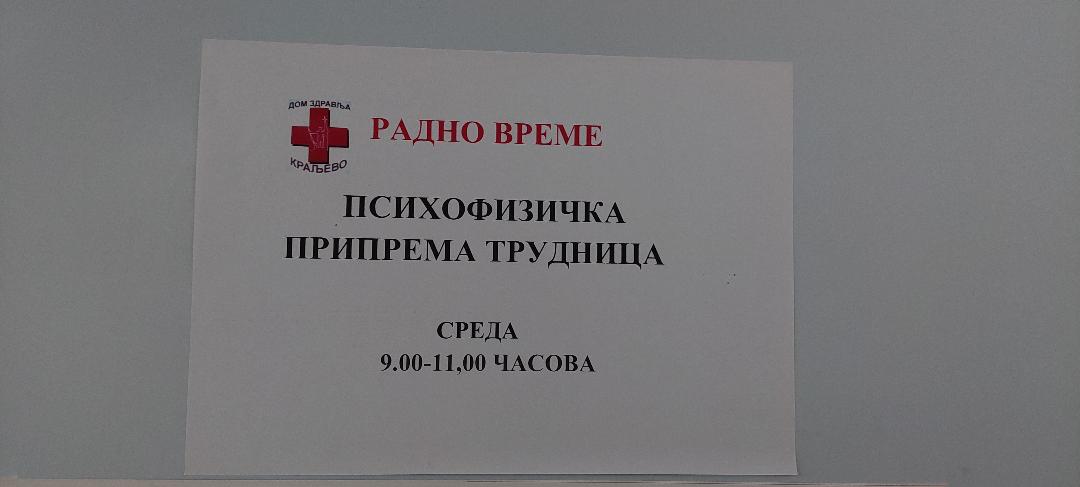 ДОМ ЗДРАВЉА
КРАЉЕВО
РАДНО ВРЕМЕ
ПСИХОФИЗИЧКА
ПРИПРЕМА ТРУДНИЦА
СРЕДА
9.00-11,00 ЧАСОВА